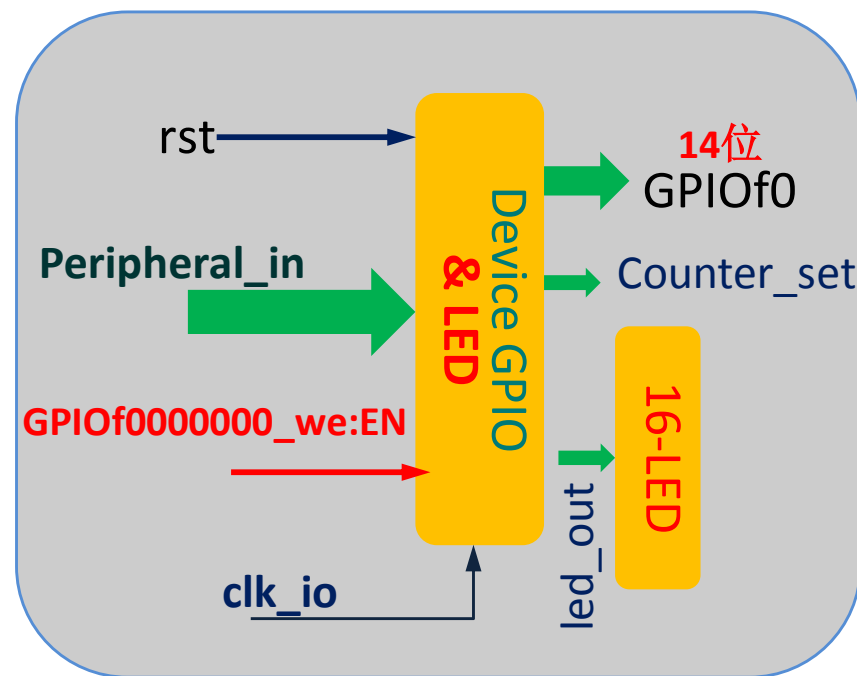 rst
Peripheral_in
GPIOf0000000_we:EN
clk_io
Device GPIO
& LED
14位
GPIOf0
Counter_set
led_out
16-LED